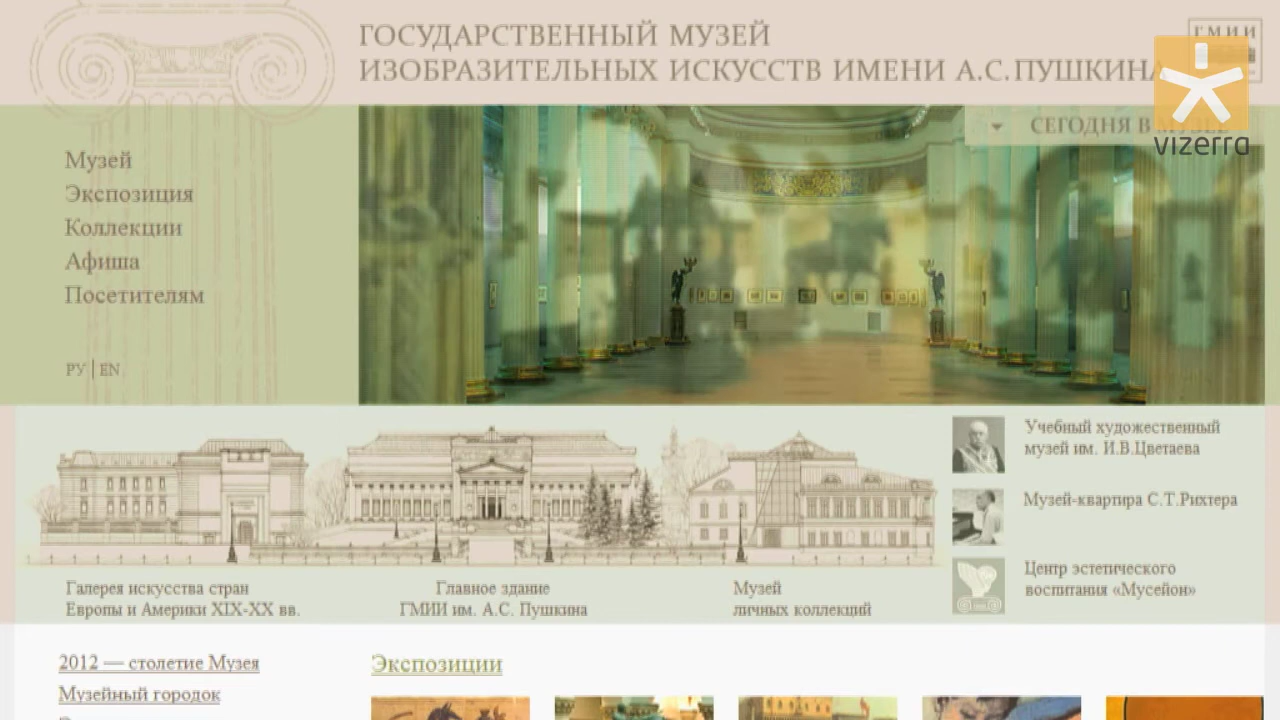 ГОСУДАРСТВЕННЫЙ МУЗЕЙ
ИЗОБРАЗИТЕЛЬНЫХ ИСКУССТВ ИМЕНИ А.С.ПУШКИНА
ГМИИ
vizerra
СЕГОДНЯ В МУЗЕЕ
Музей
Экспозиция
Коллекции
Афиша
Посетителям
РУ | EN
Учебный художественный
музей им. И.В.Цветаева
Музей-квартира С.Т.Рихтера
Центр эстетического
воспитания «Мусейон»
Галерея искусства стран
Европы и Америки XIX-XX вв.
Главное здание
ГМИИ им. А.С. Пушкина
Музей
личных коллекций
2012 — столетие Музея
Музейный городок
Экспозиции